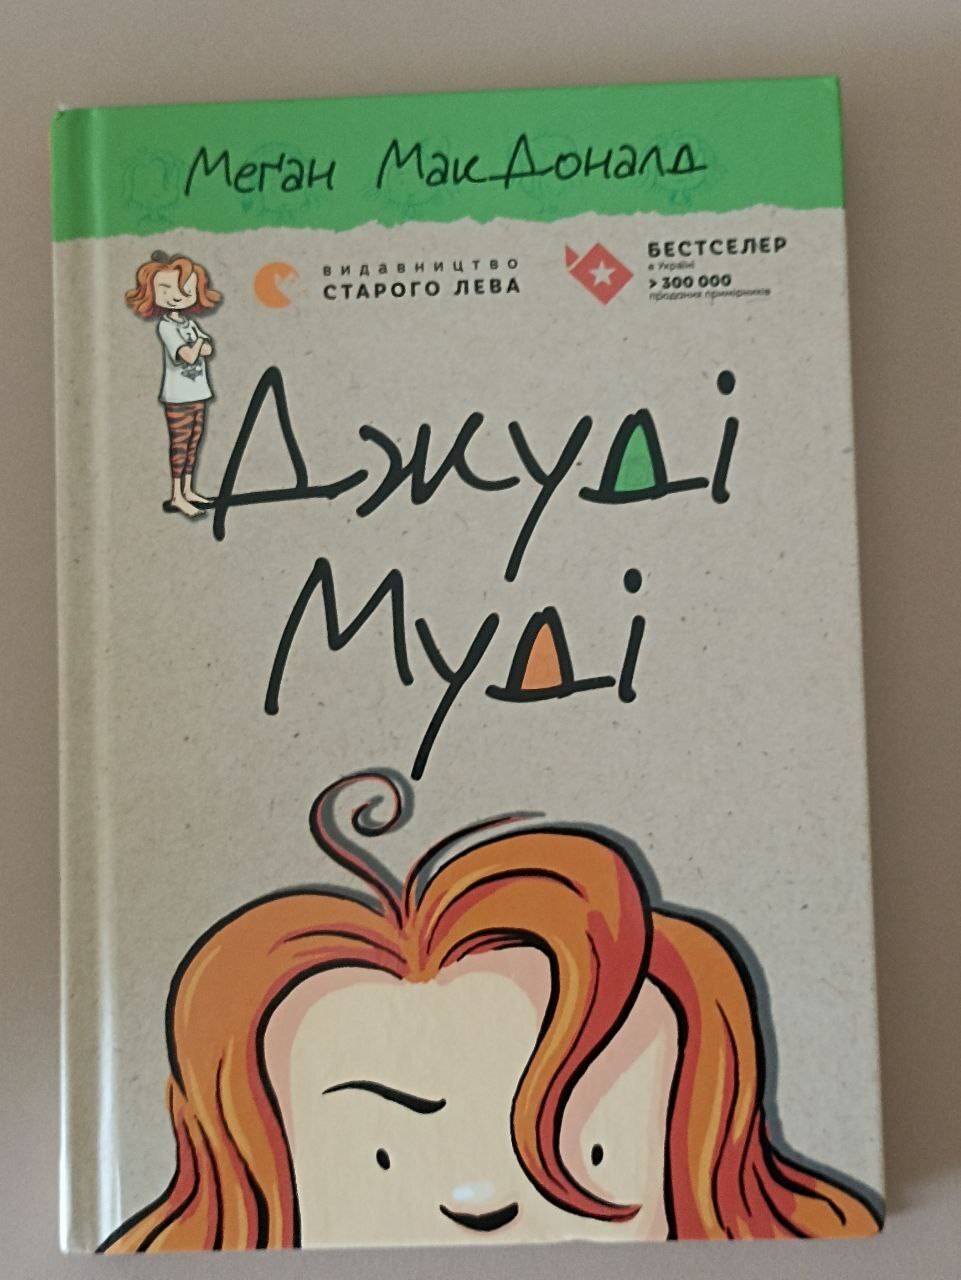 Меґан МакДоналд
видавництво
СТАРОГО ЛЕВА
БЕСТСЕЛЕР
в Україні
> 300 000
проданих примірників
Джуді
Муді